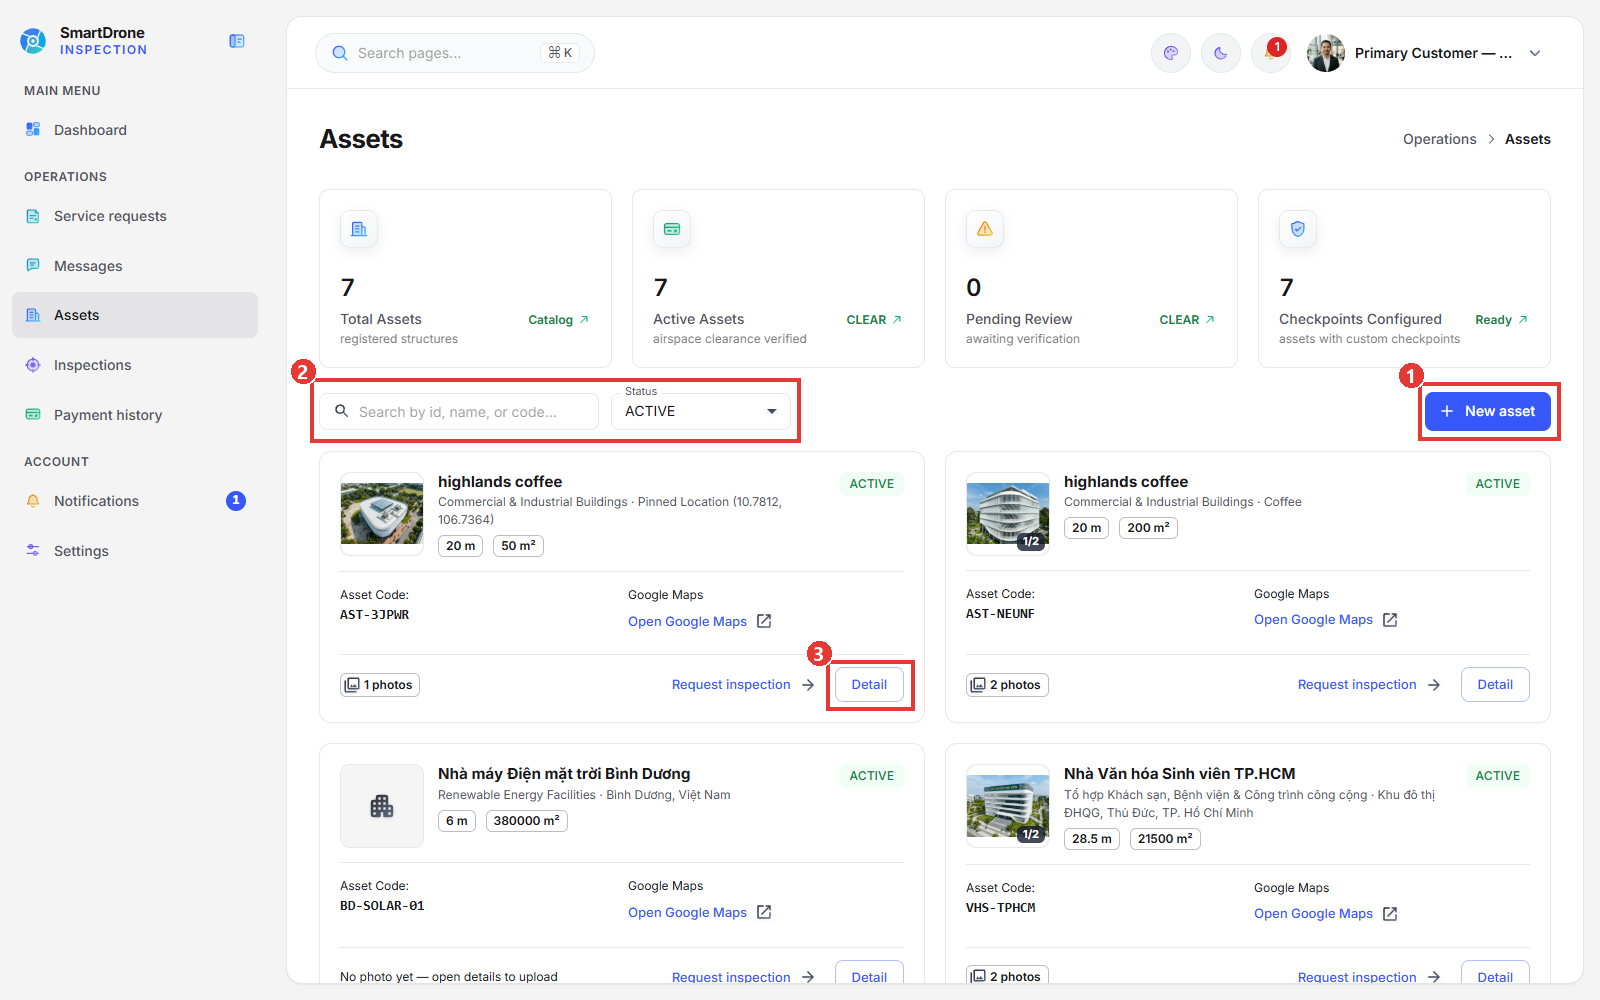 SmartDrone
INSPECTION
MAIN MENU
Dashboard
OPERATIONS
Service requests
Messages
Assets
Inspections
Payment history
ACCOUNT
Notifications 1
Settings
Search pages... ⌘ K
1
Primary Customer — ...
Assets
Operations > Assets
7
Total Assets Catalog ↗
registered structures
7
Active Assets CLEAR ↗
airspace clearance verified
0
Pending Review CLEAR ↗
awaiting verification
7
Checkpoints Configured Ready ↗
assets with custom checkpoints
2
Search by id, name, or code...
Status
ACTIVE
1
+ New asset
highlands coffee ACTIVE
Commercial & Industrial Buildings · Pinned Location (10.7812,
106.7364)
20 m 50 m²
Asset Code: Google Maps
AST-3JPWR Open Google Maps
3
1 photos Request inspection → Detail
highlands coffee ACTIVE
Commercial & Industrial Buildings · Coffee
1/2 20 m 200 m²
Asset Code: Google Maps
AST-NEUNF Open Google Maps
2 photos Request inspection → Detail
Nhà máy Điện mặt trời Bình Dương ACTIVE
Renewable Energy Facilities · Bình Dương, Việt Nam
6 m 380000 m²
Asset Code: Google Maps
BD-SOLAR-01 Open Google Maps
No photo yet — open details to upload Request inspection → Detail
Nhà Văn hóa Sinh viên TP.HCM ACTIVE
Tổ hợp Khách sạn, Bệnh viện & Công trình công cộng · Khu đô thị
ĐHQG, Thủ Đức, TP. Hồ Chí Minh
1/2 28.5 m 21500 m²
Asset Code: Google Maps
VHS-TPHCM Open Google Maps
2 photos Request inspection → Detail